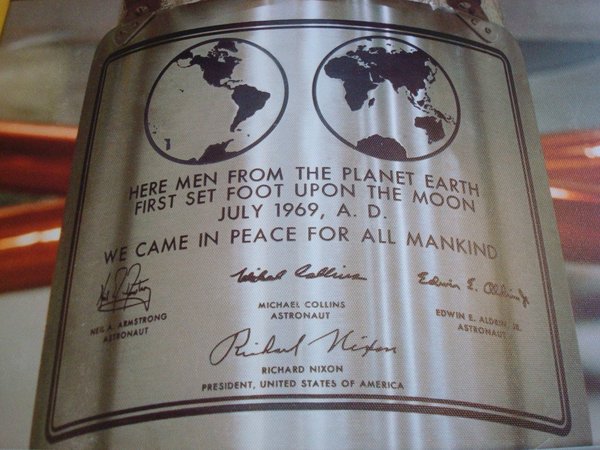 HERE MEN FROM THE PLANET EARTH
FIRST SET FOOT UPON THE MOON
JULY 1969, A. D.
WE CAME IN PEACE FOR ALL MANKIND
Neil A. Armstrong
NEIL A. ARMSTRONG
ASTRONAUT
Michael Collins
MICHAEL COLLINS
ASTRONAUT
Edwin E. Aldrin Jr.
EDWIN E. ALDRIN, JR.
ASTRONAUT
Richard Nixon
RICHARD NIXON
PRESIDENT, UNITED STATES OF AMERICA